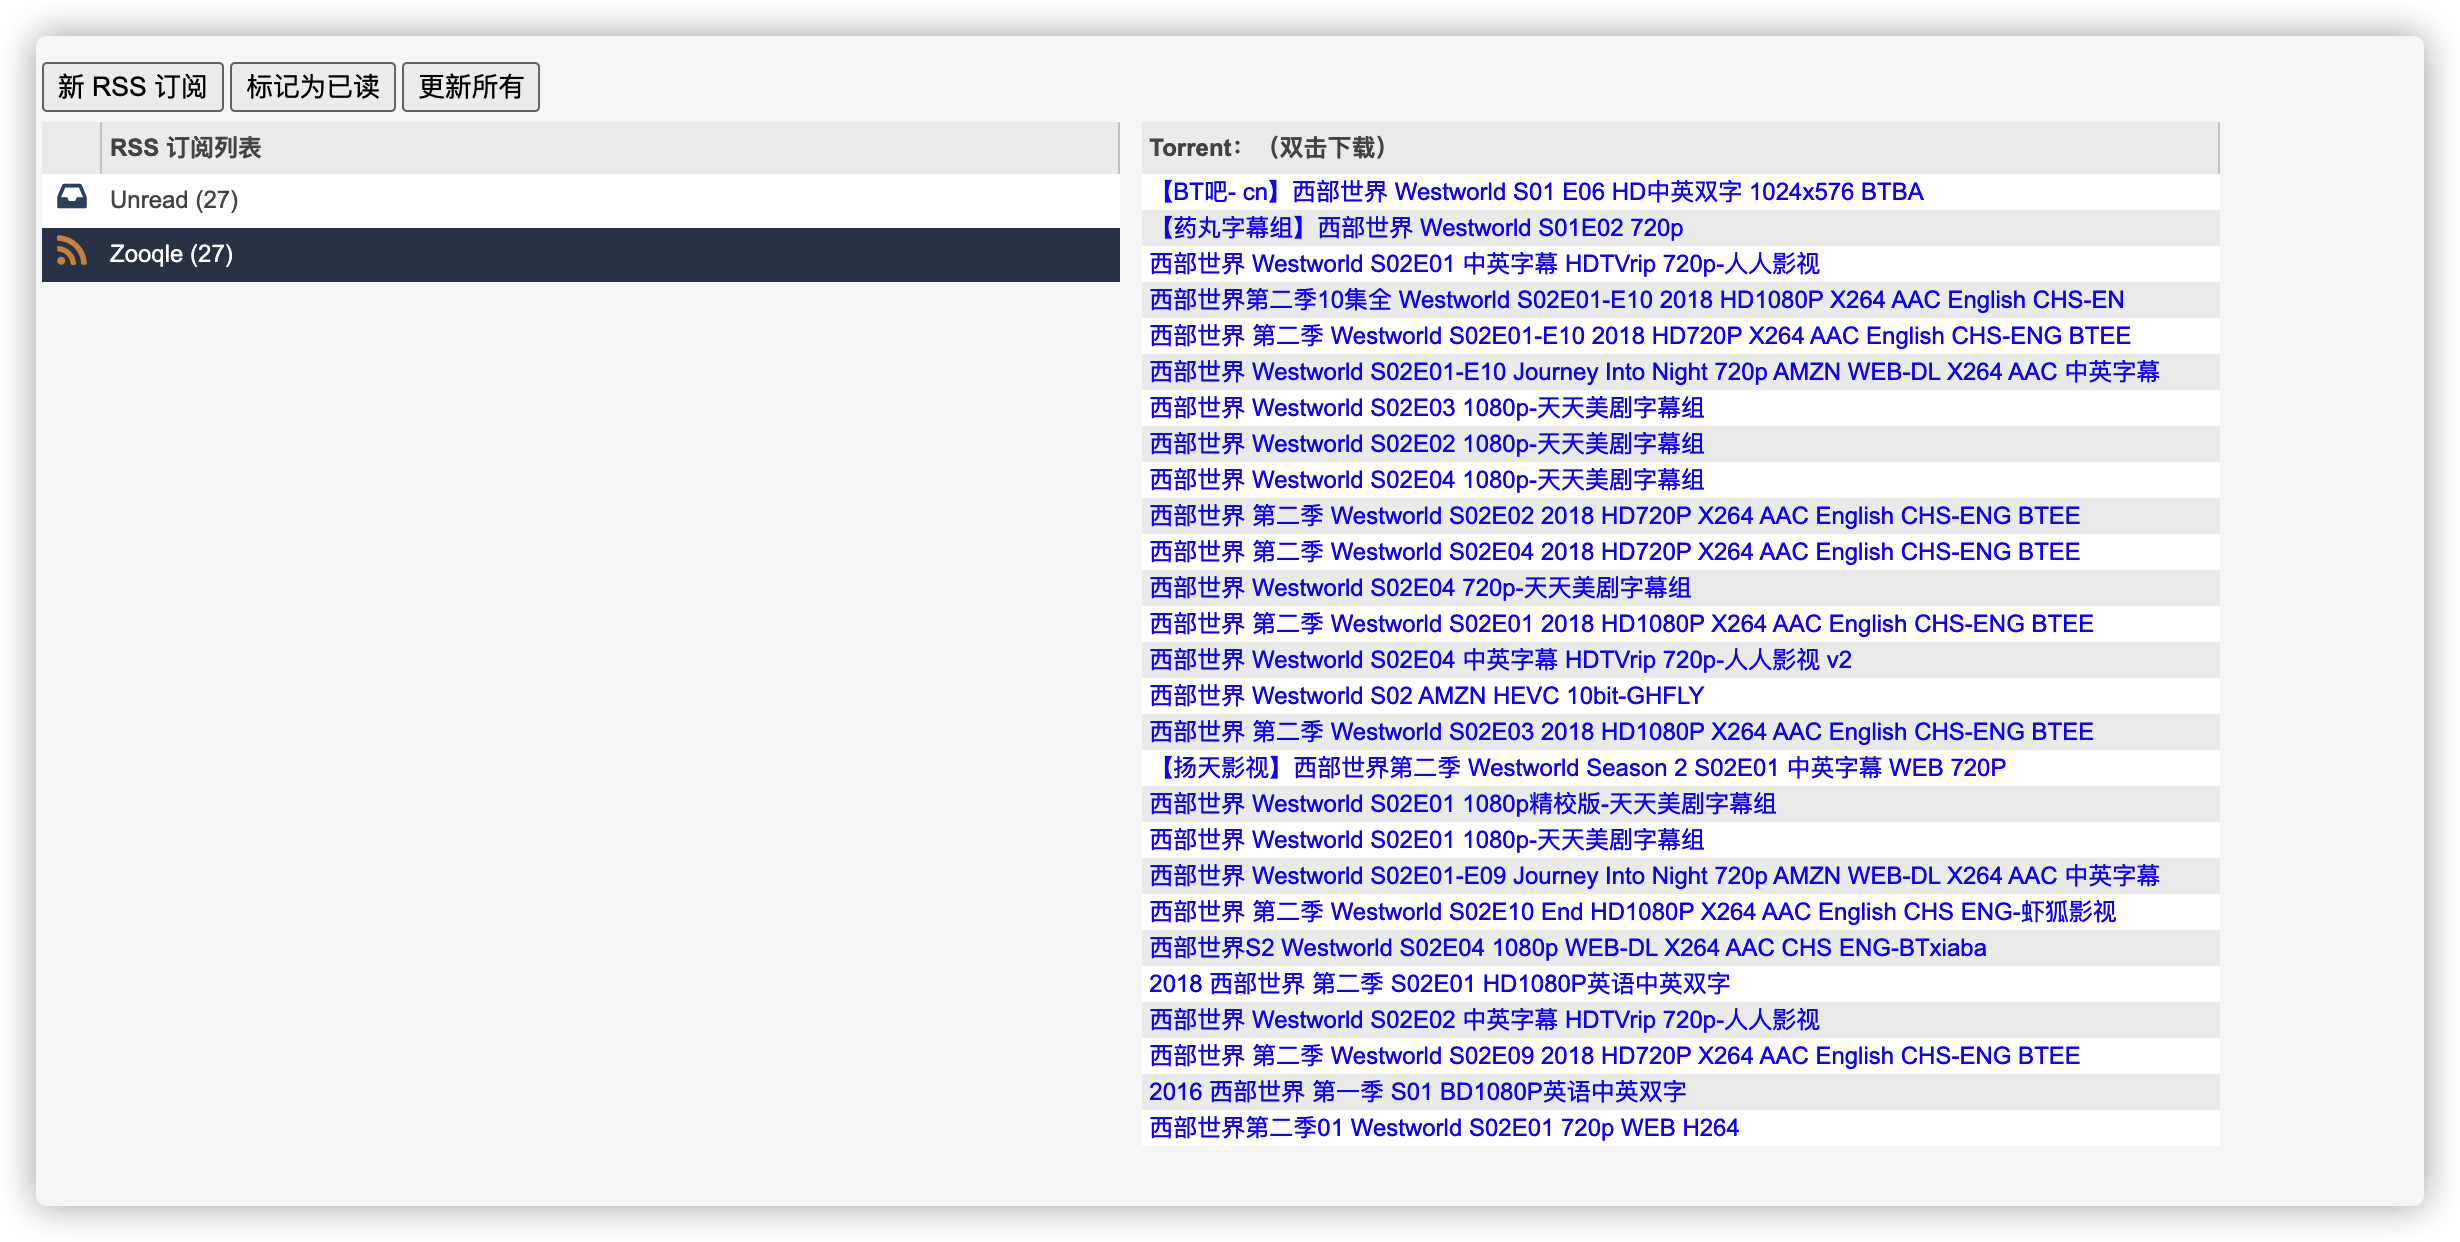 新 RSS 订阅 标记为已读 更新所有
RSS 订阅列表
Unread (27)
Zooqle (27)
Torrent: （双击下载）
【BT吧- cn】西部世界 Westworld S01 E06 HD中英双字 1024x576 BTBA
【药丸字幕组】西部世界 Westworld S01E02 720p
西部世界 Westworld S02E01 中英字幕 HDTVrip 720p-人人影视
西部世界第二季10集全 Westworld S02E01-E10 2018 HD1080P X264 AAC English CHS-EN
西部世界 第二季 Westworld S02E01-E10 2018 HD720P X264 AAC English CHS-ENG BTEE
西部世界 Westworld S02E01-E10 Journey Into Night 720p AMZN WEB-DL X264 AAC 中英字幕
西部世界 Westworld S02E03 1080p-天天美剧字幕组
西部世界 Westworld S02E02 1080p-天天美剧字幕组
西部世界 Westworld S02E04 1080p-天天美剧字幕组
西部世界 第二季 Westworld S02E02 2018 HD720P X264 AAC English CHS-ENG BTEE
西部世界 第二季 Westworld S02E04 2018 HD720P X264 AAC English CHS-ENG BTEE
西部世界 Westworld S02E04 720p-天天美剧字幕组
西部世界 第二季 Westworld S02E01 2018 HD1080P X264 AAC English CHS-ENG BTEE
西部世界 Westworld S02E04 中英字幕 HDTVrip 720p-人人影视 v2
西部世界 Westworld S02 AMZN HEVC 10bit-GHFLY
西部世界 第二季 Westworld S02E03 2018 HD1080P X264 AAC English CHS-ENG BTEE
【扬天影视】西部世界第二季 Westworld Season 2 S02E01 中英字幕 WEB 720P
西部世界 Westworld S02E01 1080p精校版-天天美剧字幕组
西部世界 Westworld S02E01 1080p-天天美剧字幕组
西部世界 Westworld S02E01-E09 Journey Into Night 720p AMZN WEB-DL X264 AAC 中英字幕
西部世界 第二季 Westworld S02E10 End HD1080P X264 AAC English CHS ENG-虾狐影视
西部世界S2 Westworld S02E04 1080p WEB-DL X264 AAC CHS ENG-BTxiaba
2018 西部世界 第二季 S02E01 HD1080P英语中英双字
西部世界 Westworld S02E02 中英字幕 HDTVrip 720p-人人影视
西部世界 第二季 Westworld S02E09 2018 HD720P X264 AAC English CHS-ENG BTEE
2016 西部世界 第一季 S01 BD1080P英语中英双字
西部世界第二季01 Westworld S02E01 720p WEB H264